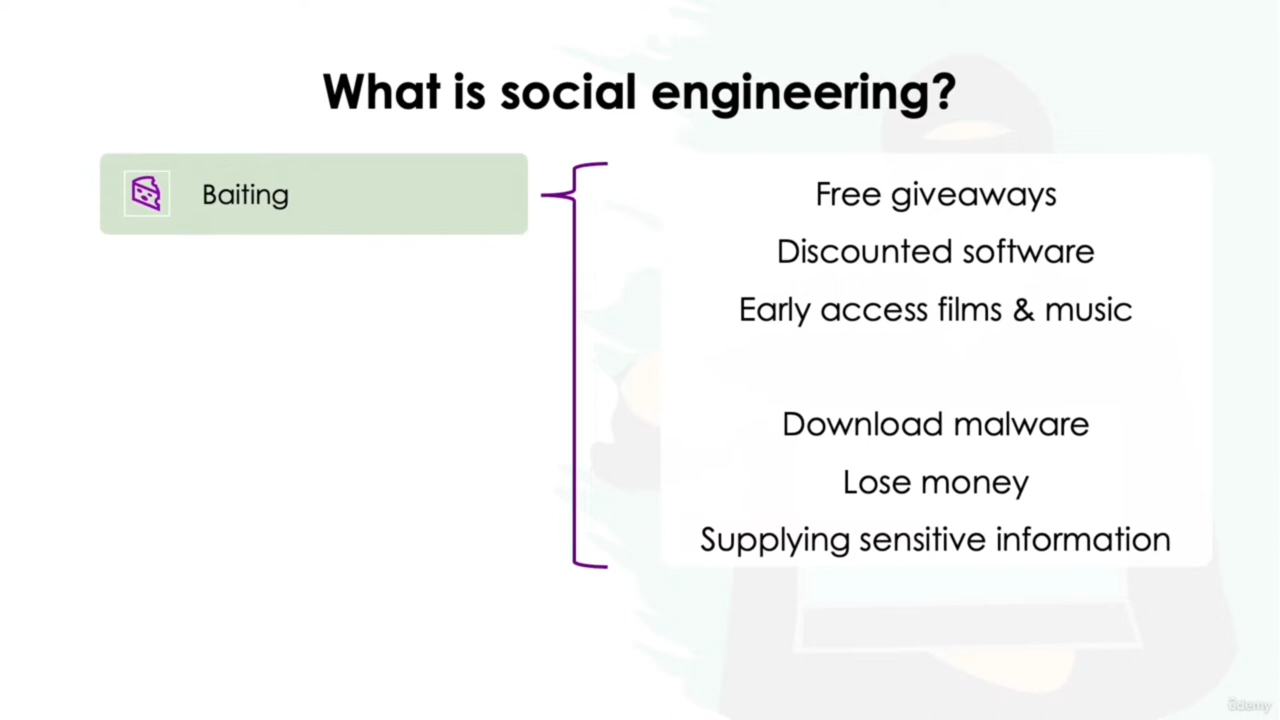 What is social engineering?
Baiting
Free giveaways
Discounted software
Early access films & music
Download malware
Lose money
Supplying sensitive information
ûdemy